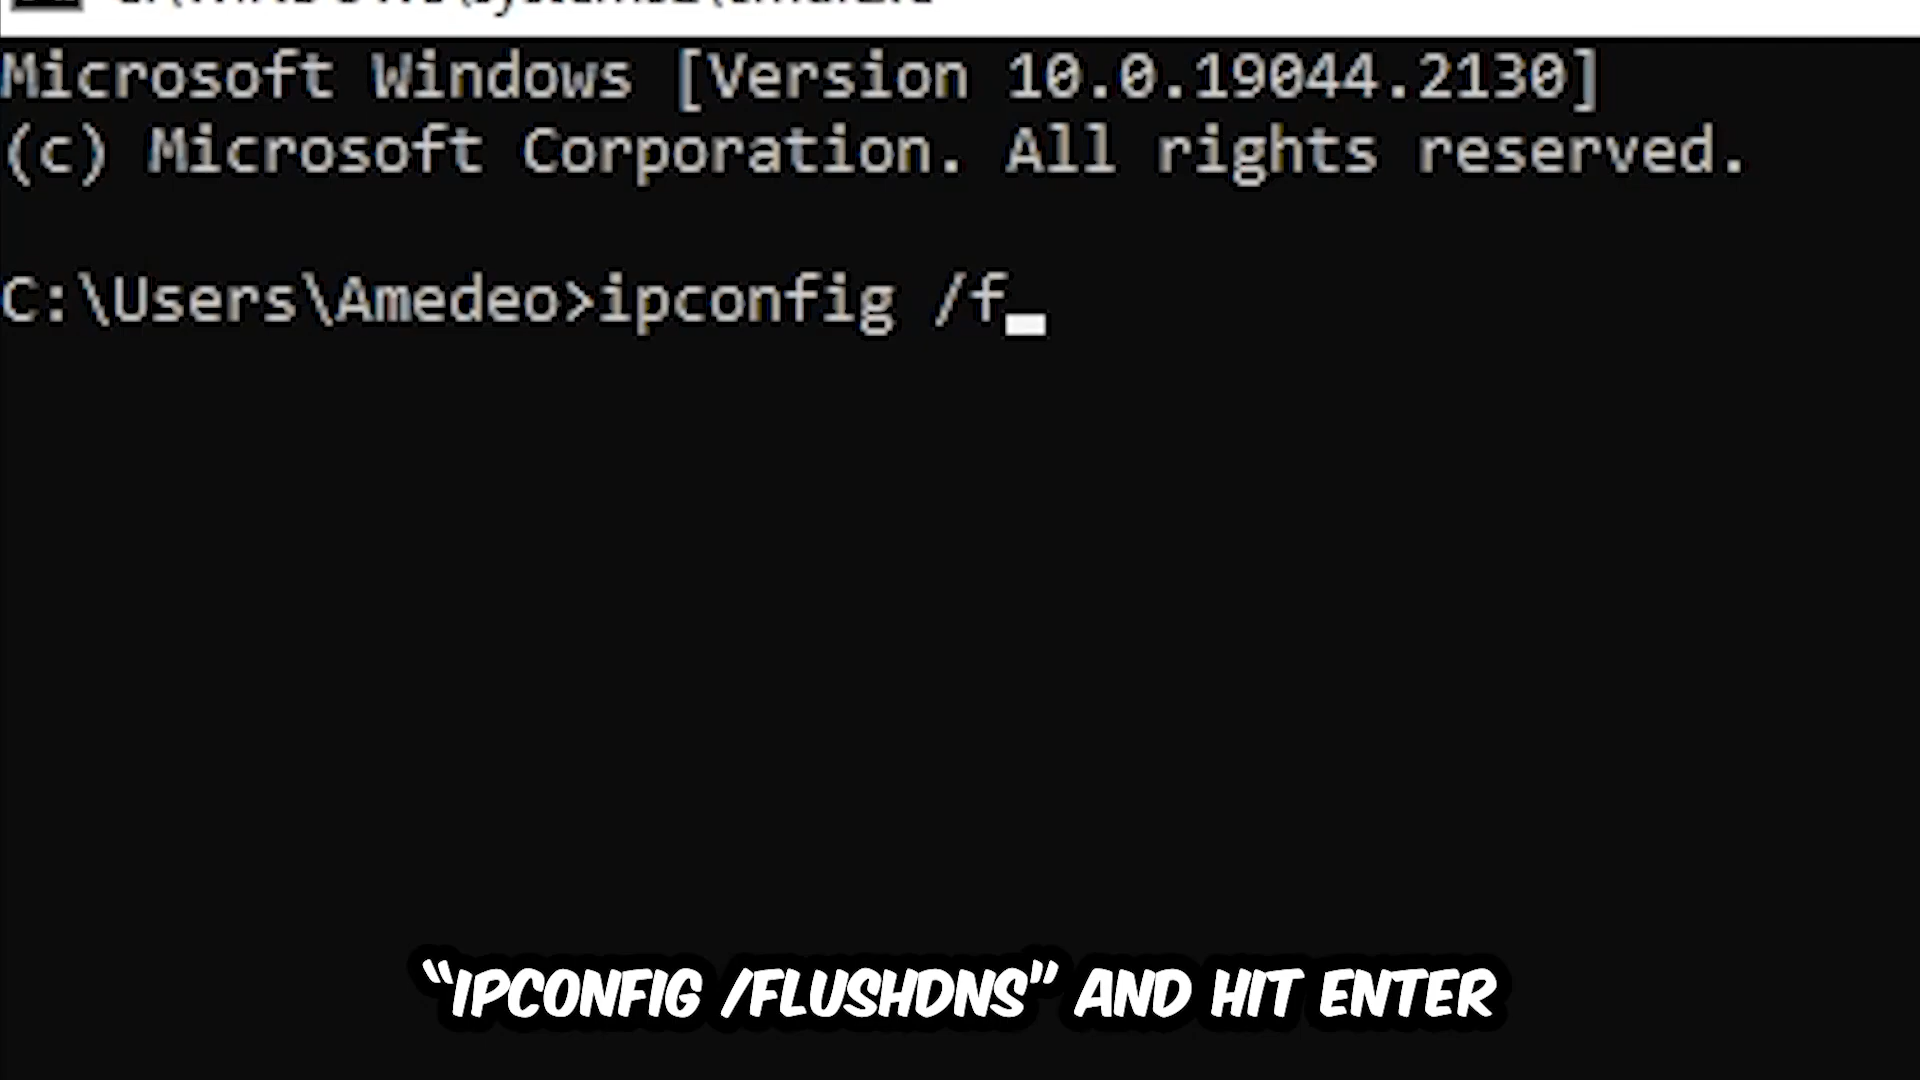 Microsoft Windows [Version 10.0.19044.2130]
(c) Microsoft Corporation. All rights reserved.
C:\Users\Amedeo>ipconfig /f
“IPCONFIG /FLUSHDNS” AND HIT ENTER